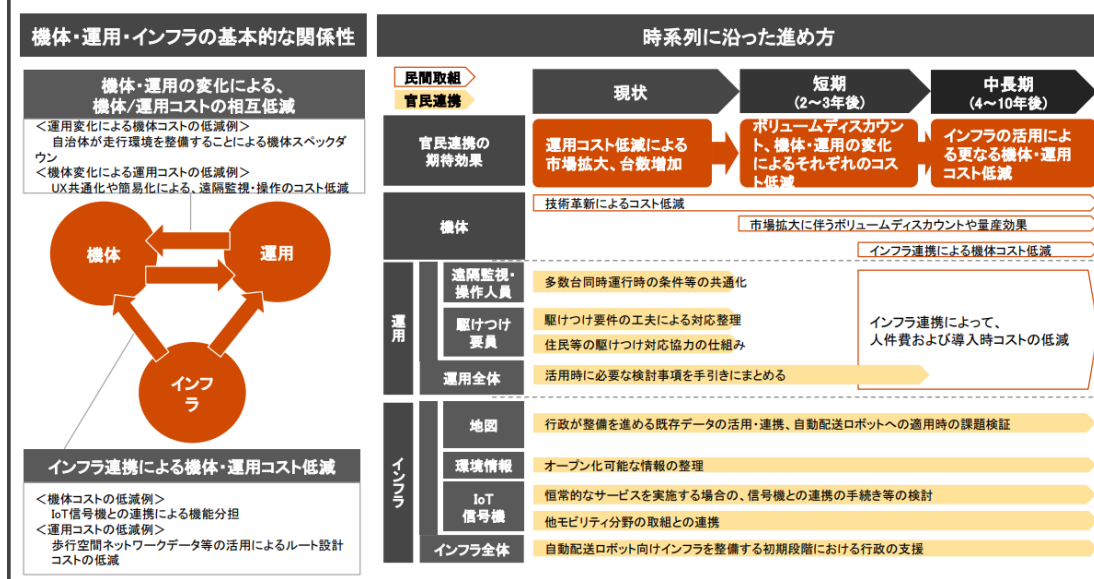 機体・運用・インフラの基本的な関係性
機体・運用の変化による、
機体/運用コストの相互低減
＜運用変化による機体コストの低減例＞
自治体が走行環境を整備することによる機体スペックダ
ウン
＜機体変化による運用コストの低減例＞
UX共通化や簡易化による、遠隔監視・操作のコスト低減
機体
運用
インフ
ラ
インフラ連携による機体・運用コスト低減
＜機体コストの低減例＞
IoT信号機との連携による機能分担
＜運用コストの低減例＞
歩行空間ネットワークデータ等の活用によるルート設計
コストの低減
時系列に沿った進め方
民間取組
官民連携
現状
短期
（2～3年後）
中長期
（4～10年後）
官民連携の
期待効果
運用コスト低減による
市場拡大、台数増加
ボリュームディスカウン
ト、機体・運用の変化
によるそれぞれのコス
ト低減
インフラの活用によ
る更なる機体・運用
コスト低減
機体
技術革新によるコスト低減
市場拡大に伴うボリュームディスカウントや量産効果
インフラ連携による機体コスト低減
運用
遠隔監視・
操作人員
多数台同時運行時の条件等の共通化
駆けつけ
要員
駆けつけ要件の工夫による対応整理
住民等の駆けつけ対応協力の仕組み
運用全体
活用時に必要な検討事項を手引きにまとめる
インフラ連携によって、
人件費および導入時コストの低減
インフラ
地図
行政が整備を進める既存データの活用・連携、自動配送ロボットへの適用時の課題検証
環境情報
オープン化可能な情報の整理
IoT
信号機
恒常的なサービスを実施する場合の、信号機との連携の手続き等の検討
他モビリティ分野の取組との連携
インフラ全体
自動配送ロボット向けインフラを整備する初期段階における行政の支援